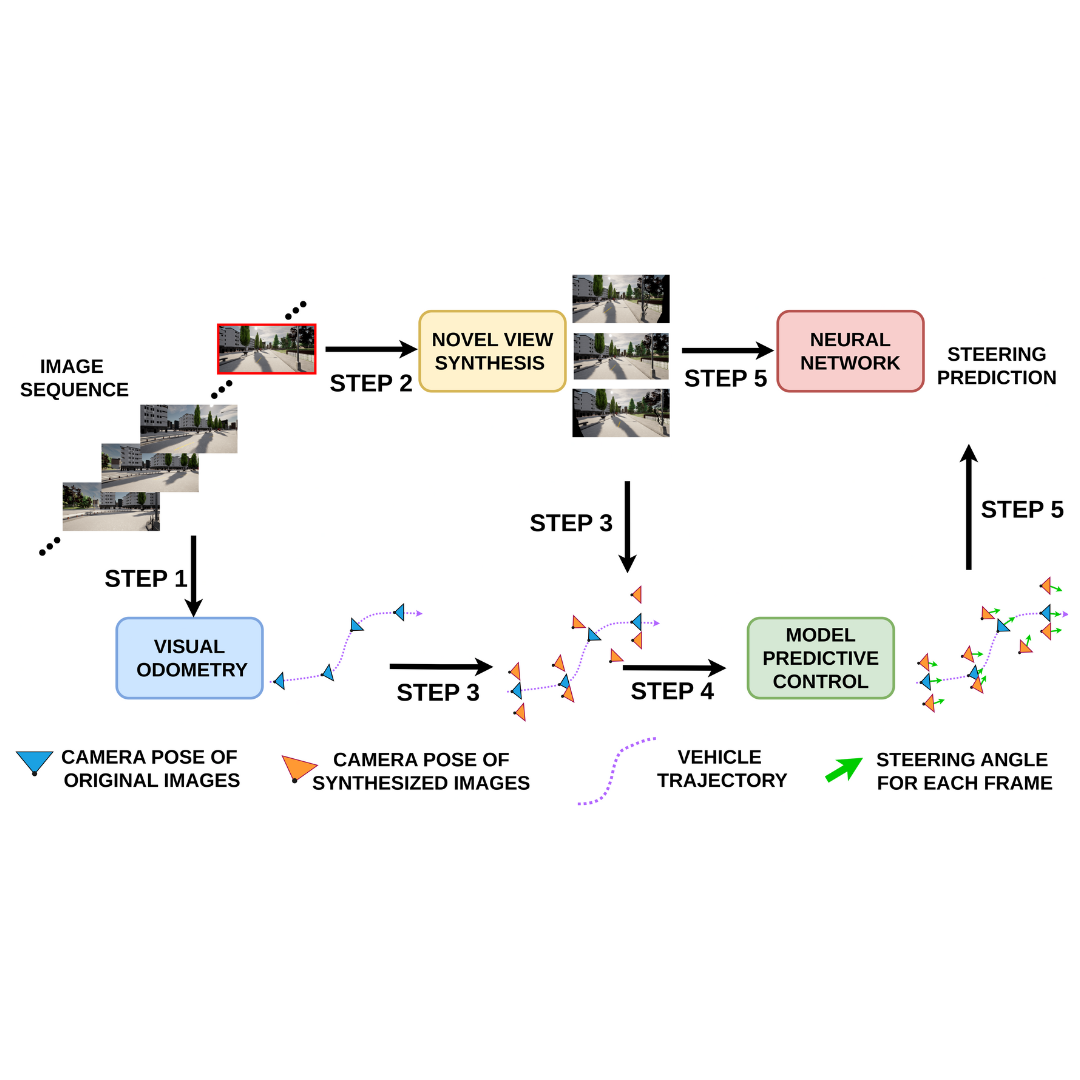 IMAGE
SEQUENCE
STEP 2
NOVEL VIEW
SYNTHESIS
STEP 5
NEURAL
NETWORK
STEERING
PREDICTION
STEP 1
STEP 3
STEP 5
VISUAL
ODOMETRY
STEP 3
STEP 4
MODEL
PREDICTIVE
CONTROL
CAMERA POSE OF
ORIGINAL IMAGES
CAMERA POSE OF
SYNTHESIZED IMAGES
VEHICLE
TRAJECTORY
STEERING ANGLE
FOR EACH FRAME